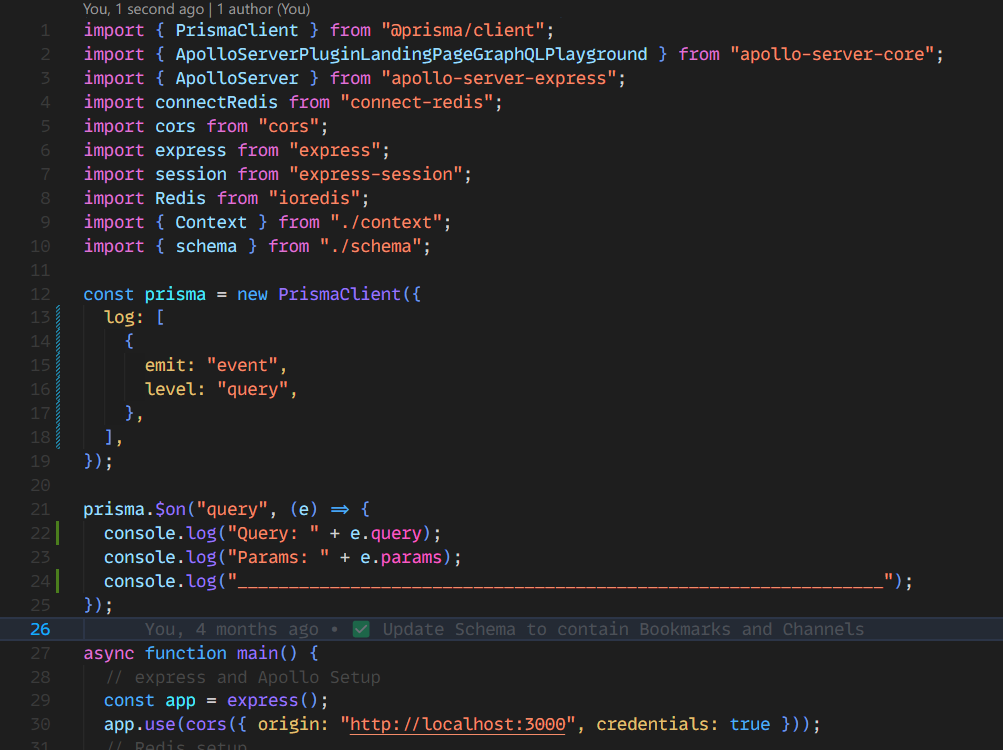 You, 1 second ago | 1 author (You)
1 import { PrismaClient } from "@prisma/client";
2 import { ApolloServerPluginLandingPageGraphQLPlayground } from "apollo-server-core";
3 import { ApolloServer } from "apollo-server-express";
4 import connectRedis from "connect-redis";
5 import cors from "cors";
6 import express from "express";
7 import session from "express-session";
8 import Redis from "ioredis";
9 import { Context } from "./context";
10 import { schema } from "./schema";
11
12 const prisma = new PrismaClient({
13   log: [
14     {
15       emit: "event",
16       level: "query",
17     },
18   ],
19 });
20
21 prisma.$on("query", (e) => {
22   console.log("Query: " + e.query);
23   console.log("Params: " + e.params);
24   console.log("_______________________________________________________________");
25 });
26       You, 4 months ago • ✅ Update Schema to contain Bookmarks and Channels
27 async function main() {
28   // express and Apollo Setup
29   const app = express();
30   app.use(cors({ origin: "http://localhost:3000", credentials: true }));
31   // Redis setup